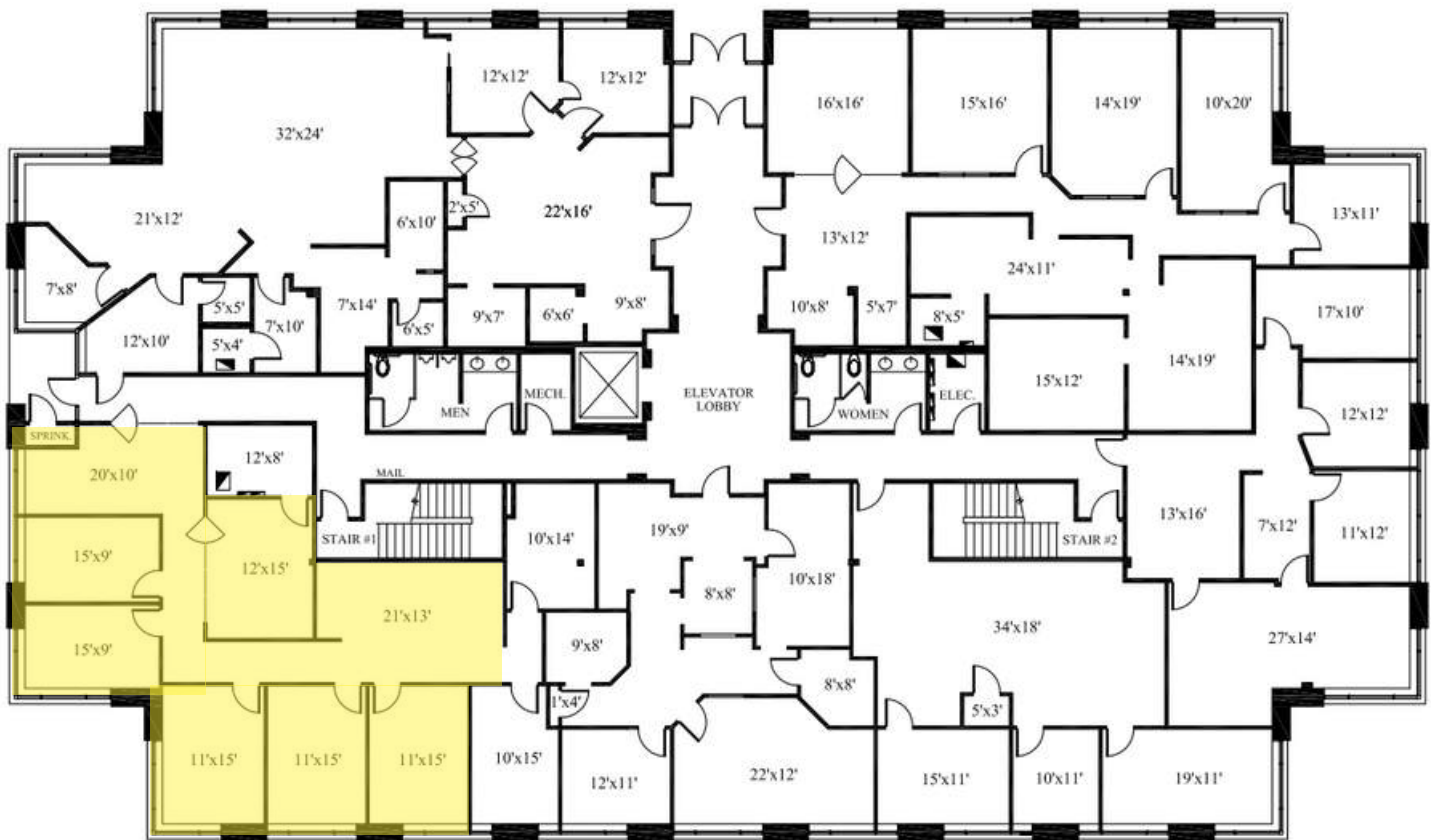 12'x12'
12'x12'
16'x16'
15'x16'
14'x19'
10'x20'
32'x24'
21'x12'
6'x10'
2'x5'
22'x16'
13'x12'
13'x11'
24'x11'
7'x8'
5'x5'
7'x14'
9'x7'
6'x6'
9'x8'
10'x8'
5'x7'
8'x5'
17'x10'
7'x10'
6'x5'
12'x10'
5'x4'
14'x19'
15'x12'
ELEVATOR
LOBBY
MEN
MECH.
WOMEN
ELEC.
12'x12'
SPRINK.
20'x10'
12'x8'
MAIL
STAIR #1
10'x14'
19'x9'
10'x18'
STAIR #2
13'x16'
7'x12'
11'x12'
15'x9'
12'x15'
8'x8'
21'x13'
34'x18'
27'x14'
15'x9'
9'x8'
8'x8'
1'x4'
5'x3'
11'x15'
11'x15'
11'x15'
10'x15'
12'x11'
22'x12'
15'x11'
10'x11'
19'x11'